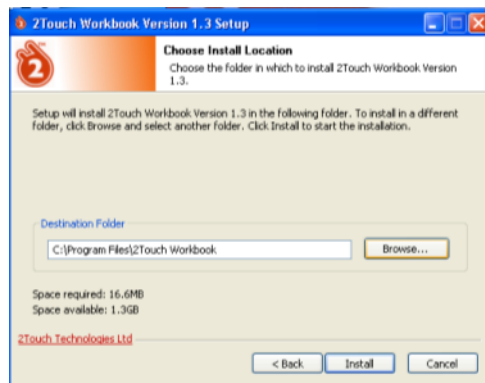 2Touch Workbook Version 1.3 Setup
2
Choose Install Location
Choose the folder in which to install 2Touch Workbook Version
1.3.
Setup will install 2Touch Workbook Version 1.3 in the following folder. To install in a different
folder, click Browse and select another folder. Click Install to start the installation.
Destination Folder
C:\Program Files\2Touch Workbook
Browse...
Space required: 16.6MB
Space available: 1.3GB
2Touch Technologies Ltd
< Back
Install
Cancel